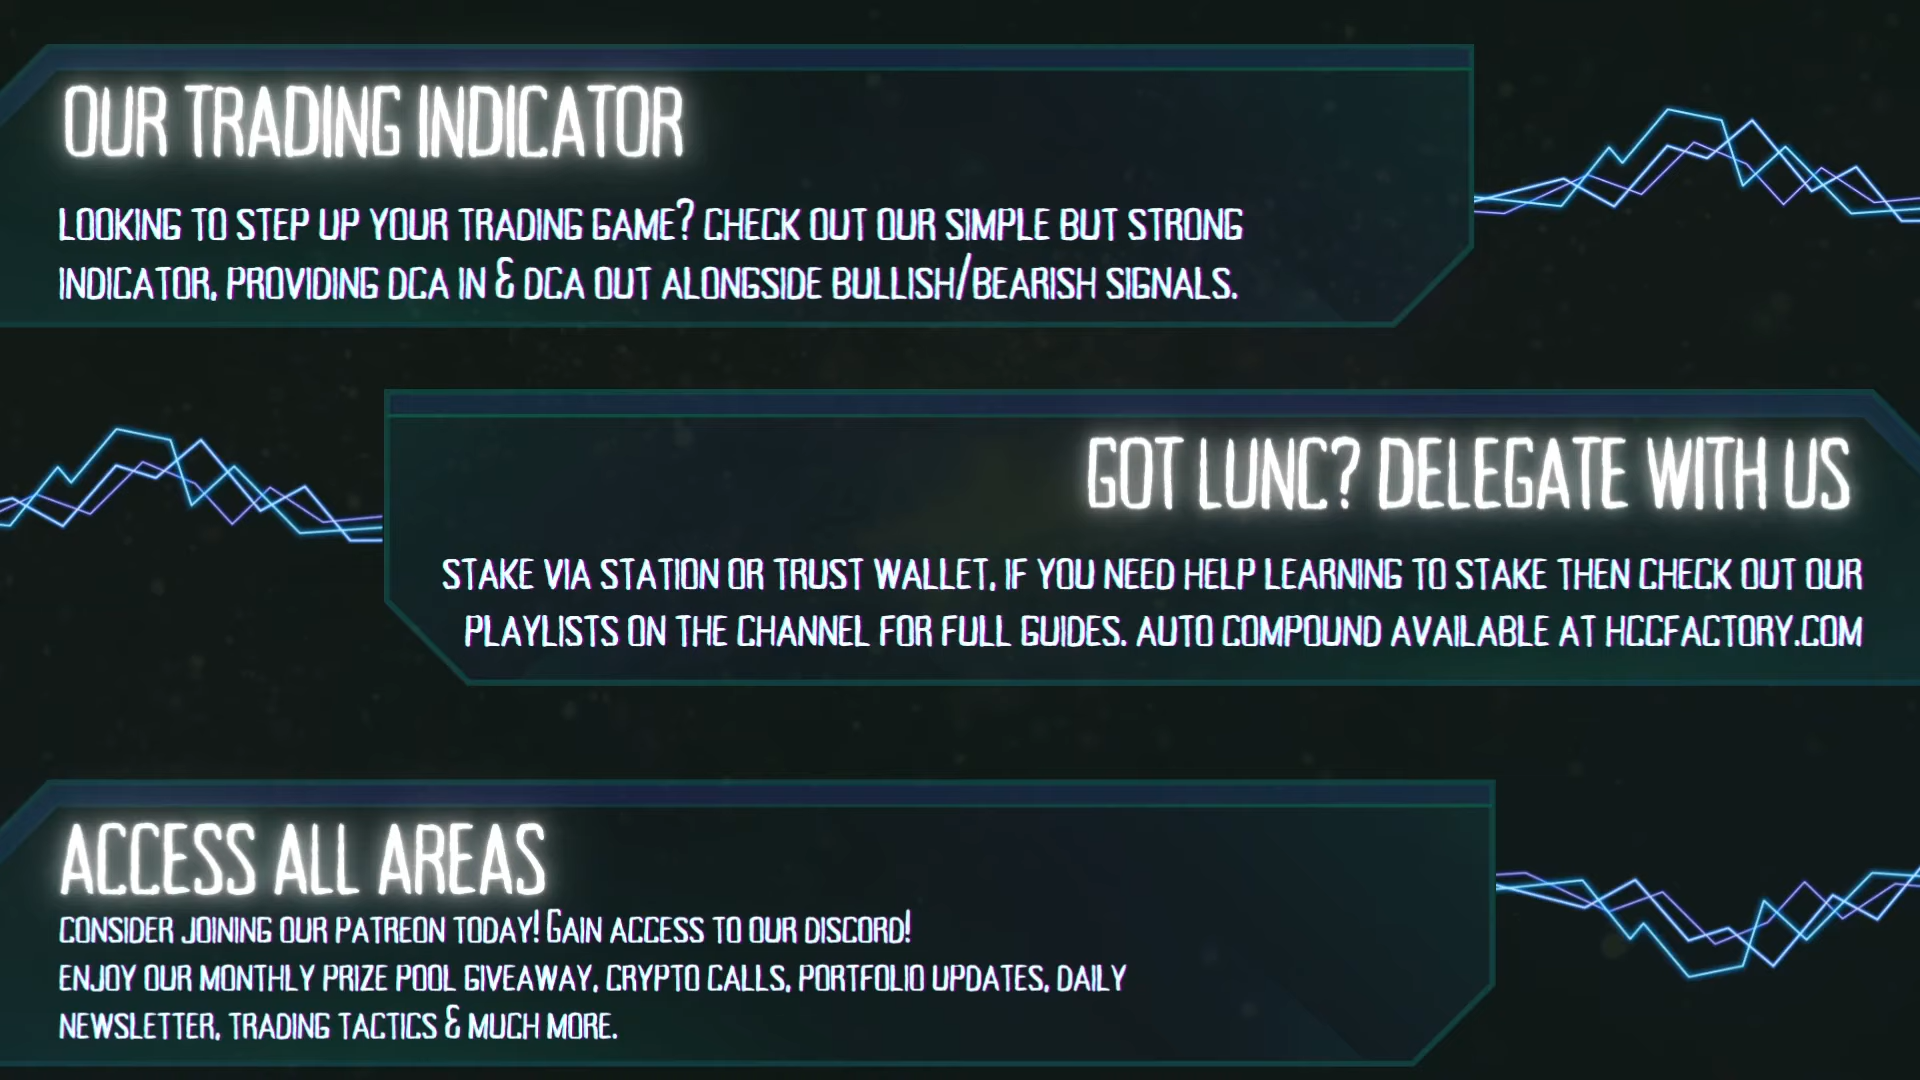 OUR TRADING INDICATOR
LOOKING TO STEP UP YOUR TRADING GAME? CHECK OUT OUR SIMPLE BUT STRONG
INDICATOR, PROVIDING DCA IN & DCA OUT ALONGSIDE BULLISH/BEARISH SIGNALS.
GOT LUNC? DELEGATE WITH US
STAKE VIA STATION OR TRUST WALLET, IF YOU NEED HELP LEARNING TO STAKE THEN CHECK OUT OUR
PLAYLISTS ON THE CHANNEL FOR FULL GUIDES. AUTO COMPOUND AVAILABLE AT HCCFACTORY.COM
ACCESS ALL AREAS
CONSIDER JOINING OUR PATREON TODAY! GAIN ACCESS TO OUR DISCORD!
ENJOY OUR MONTHLY PRIZE POOL GIVEAWAY, CRYPTO CALLS, PORTFOLIO UPDATES, DAILY
NEWSLETTER, TRADING TACTICS & MUCH MORE.